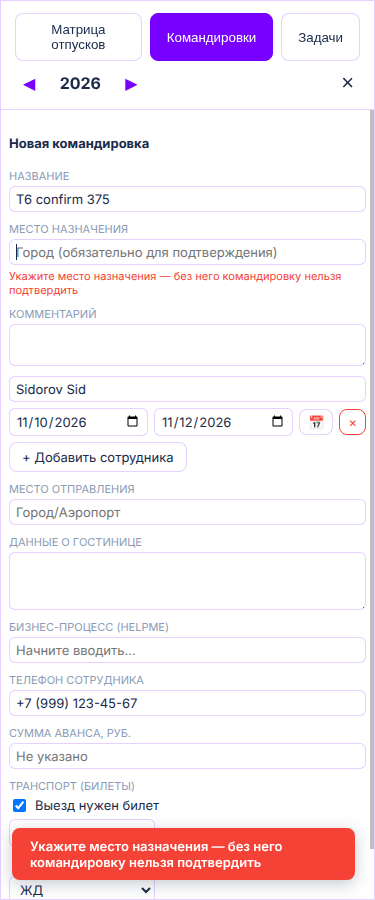 Матрица
отпусков
Командировки
Задачи
◀ 2026 ▶ ×
Новая командировка
НАЗВАНИЕ
T6 confirm 375
МЕСТО НАЗНАЧЕНИЯ
Город (обязательно для подтверждения)
Укажите место назначения — без него командировку нельзя
подтвердить
КОММЕНТАРИЙ
Sidorov Sid
11/10/2026 11/12/2026 ×
+ Добавить сотрудника
МЕСТО ОТПРАВЛЕНИЯ
Город/Аэропорт
ДАННЫЕ О ГОСТИНИЦЕ
БИЗНЕС-ПРОЦЕСС (HELPME)
Начните вводить...
ТЕЛЕФОН СОТРУДНИКА
+7 (999) 123-45-67
СУММА АВАНСА, РУБ.
Не указано
ТРАНСПОРТ (БИЛЕТЫ)
Выезд нужен билет
Укажите место назначения — без него
командировку нельзя подтвердить
ЖД